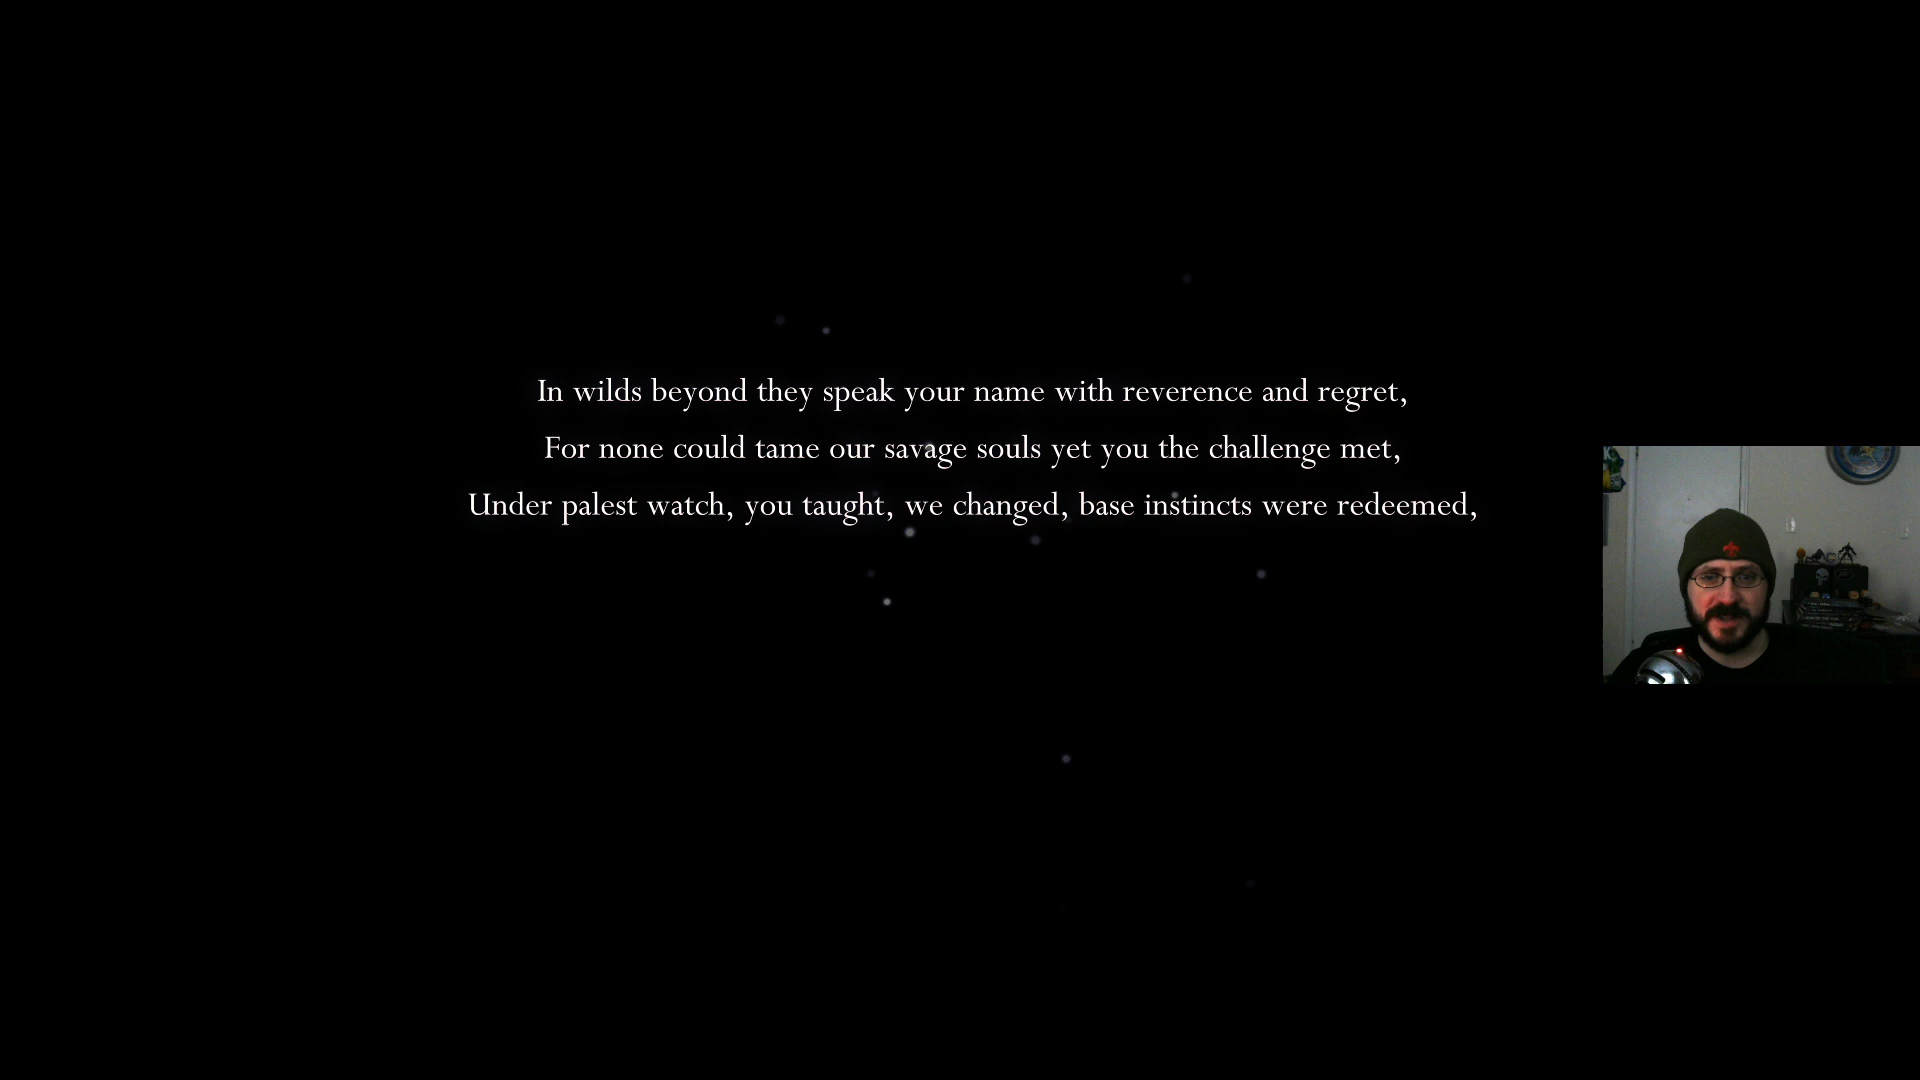 In wilds beyond they speak your name with reverence and regret,
For none could tame our savage souls yet you the challenge met,
Under palest watch, you taught, we changed, base instincts were redeemed,